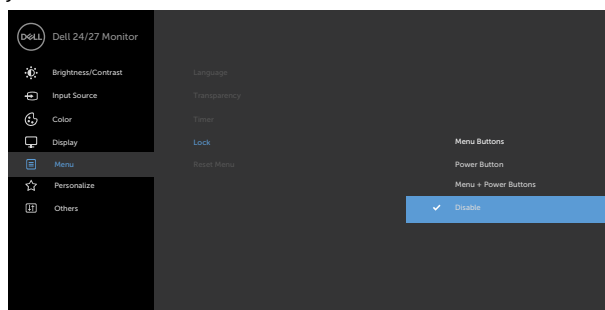 DELL
Dell 24/27 Monitor
Brightness/Contrast
Input Source
Color
Display
Menu
Personalize
Others
Language
Transparency
Timer
Lock
Reset Menu
Menu Buttons
Power Button
Menu + Power Buttons
Disable